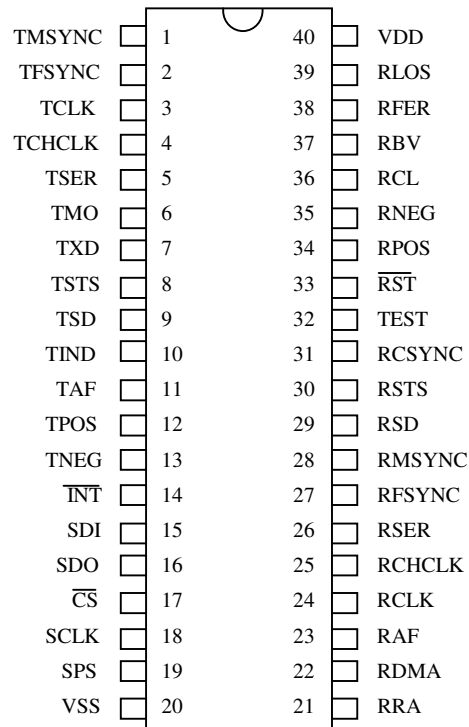 TMSYNC 1 40 VDD
TFSYNC 2 39 RLOS
TCLK 3 38 RFER
TCHCLK 4 37 RBV
TSER 5 36 RCL
TMO 6 35 RNEG
TXD 7 34 RPOS
TSTS 8 33 R̅S̅T̅
TSD 9 32 TEST
TIND 10 31 RCSYNC
TAF 11 30 RSTS
TPOS 12 29 RSD
TNEG 13 28 RMSYNC
I̅N̅T̅ 14 27 RFSYNC
SDI 15 26 RSER
SDO 16 25 RCHCLK
C̅S̅ 17 24 RCLK
SCLK 18 23 RAF
SPS 19 22 RDMA
VSS 20 21 RRA